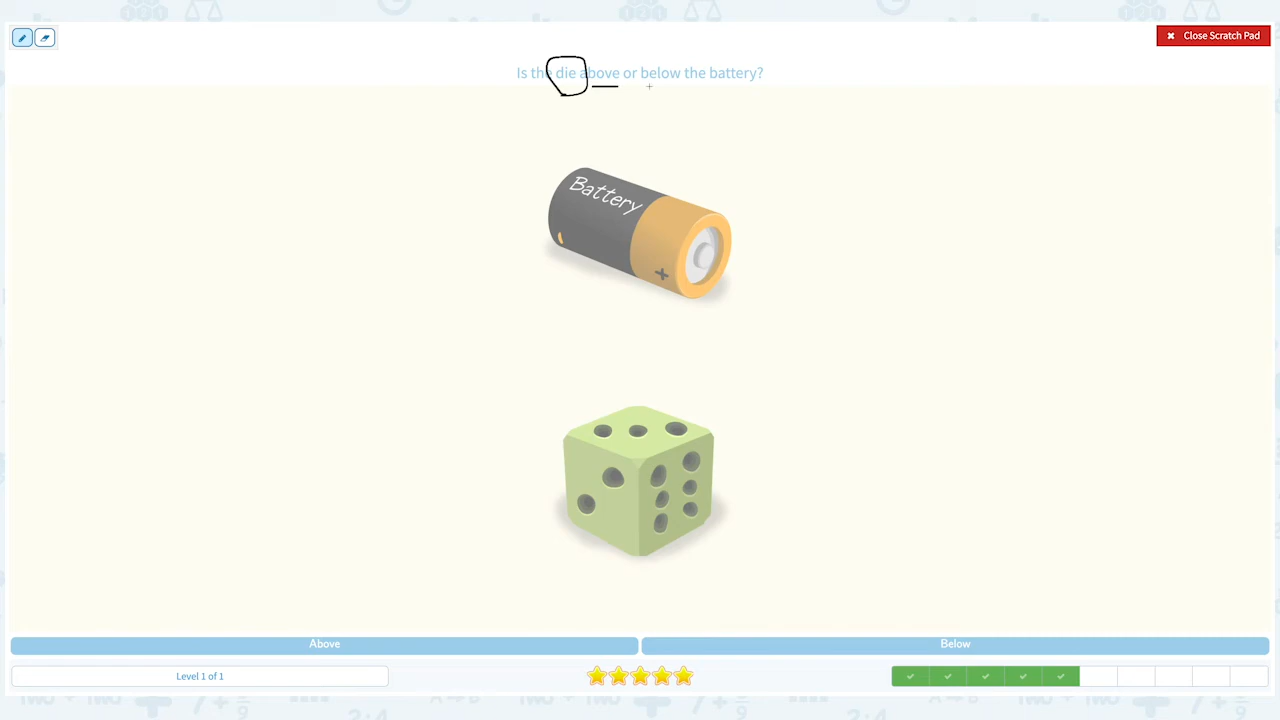 ✖ Close Scratch Pad
Is the die above or below the battery?
Battery
+
Above
Below
Level 1 of 1